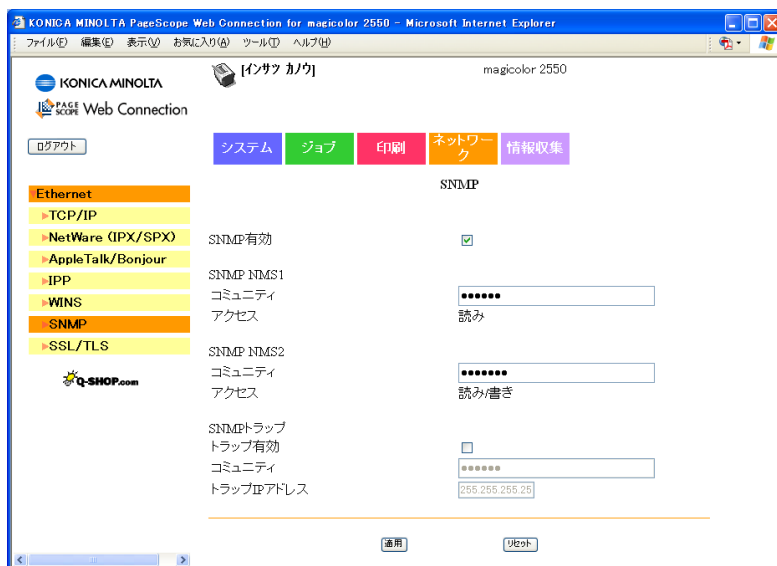 KONICA MINOLTA PageScope Web Connection for magicolor 2550 - Microsoft Internet Explorer
ファイル(F) 編集(E) 表示(V) お気に入り(A) ツール(T) ヘルプ(H)
KONICA MINOLTA
PAGE SCOPE Web Connection
[インサツ カノウ]
magicolor 2550
ログアウト
システム
ジョブ
印刷
ネットワー
ク
情報収集
Ethernet
TCP/IP
NetWare (IPX/SPX)
AppleTalk/Bonjour
IPP
WINS
SNMP
SSL/TLS
Q-SHOP.com
SNMP
SNMP有効
SNMP NMS1
コミュニティ ●●●●●●
アクセス 読み
SNMP NMS2
コミュニティ ●●●●●●●
アクセス 読み/書き
SNMPトラップ
トラップ有効
コミュニティ ●●●●●●
トラップIPアドレス 255.255.255.25
適用 リセット